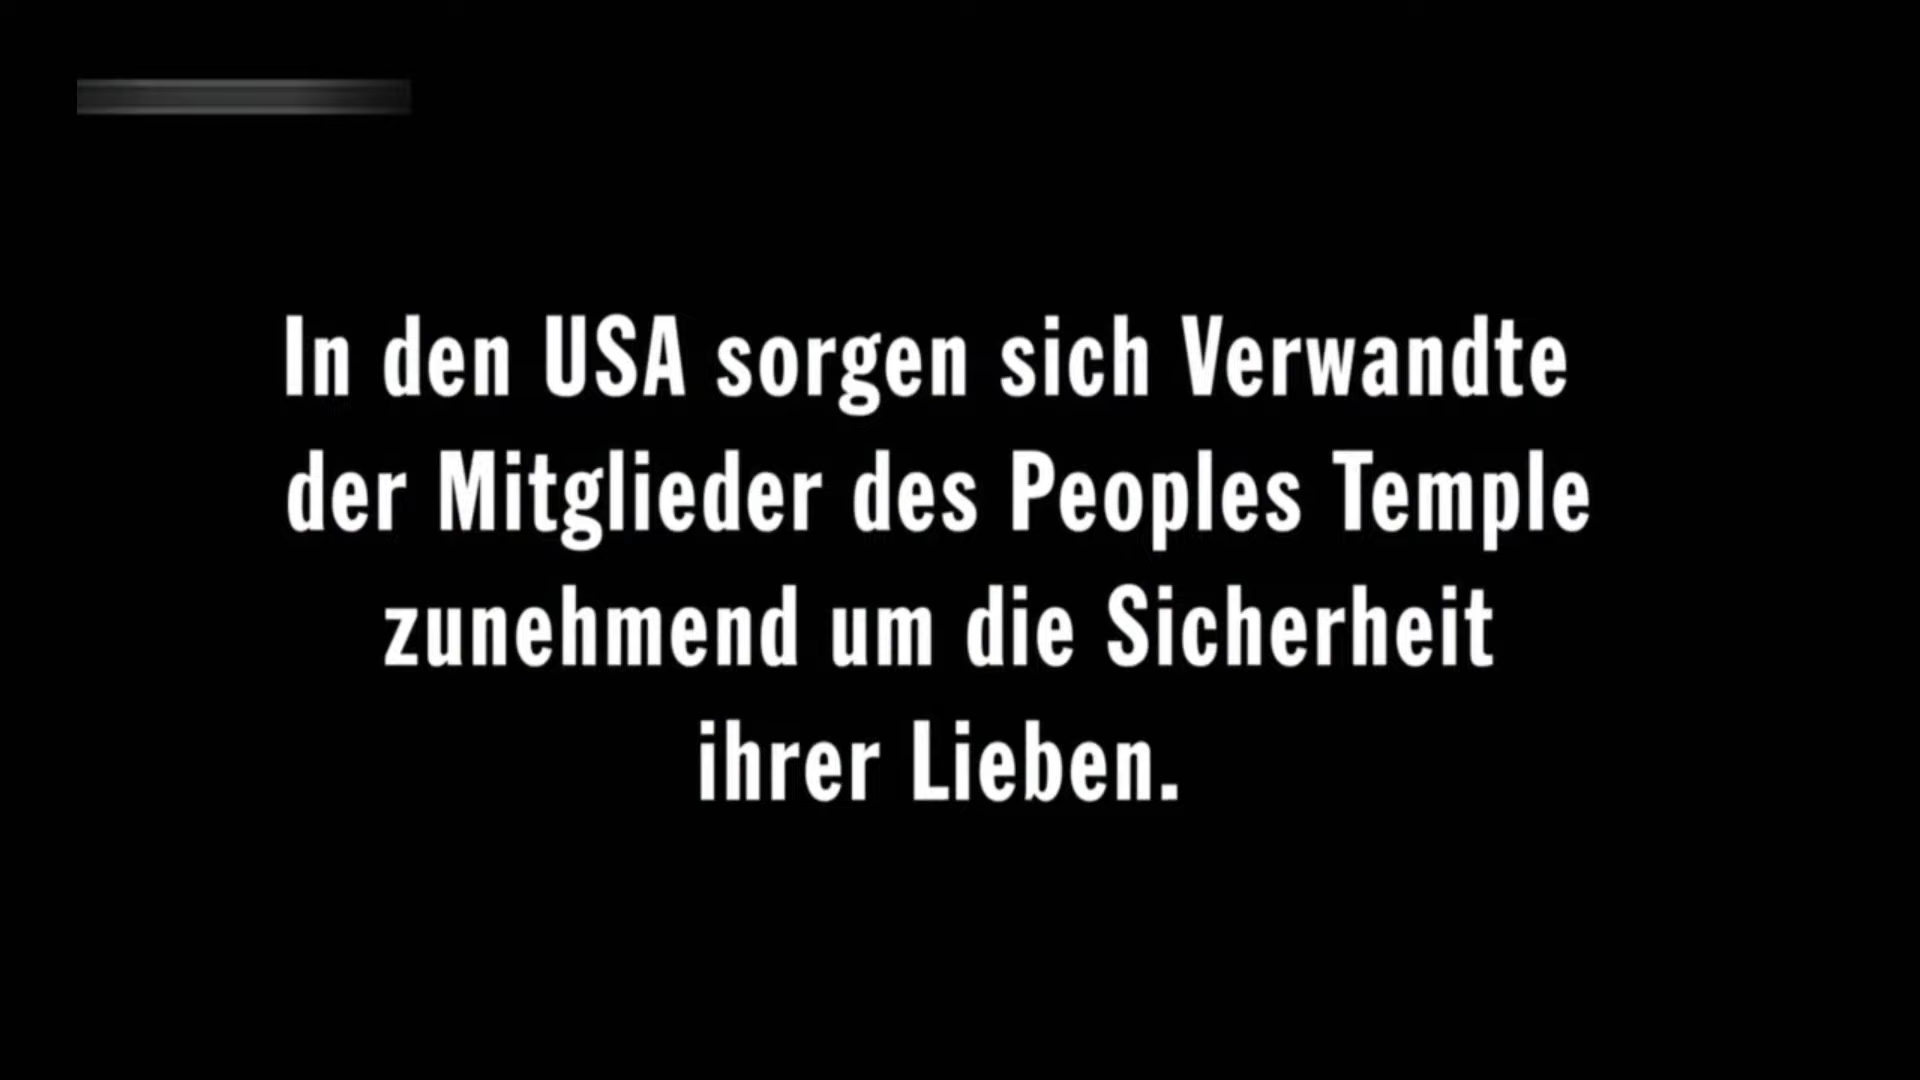 In den USA sorgen sich Verwandte
der Mitglieder des Peoples Temple
zunehmend um die Sicherheit
ihrer Lieben.